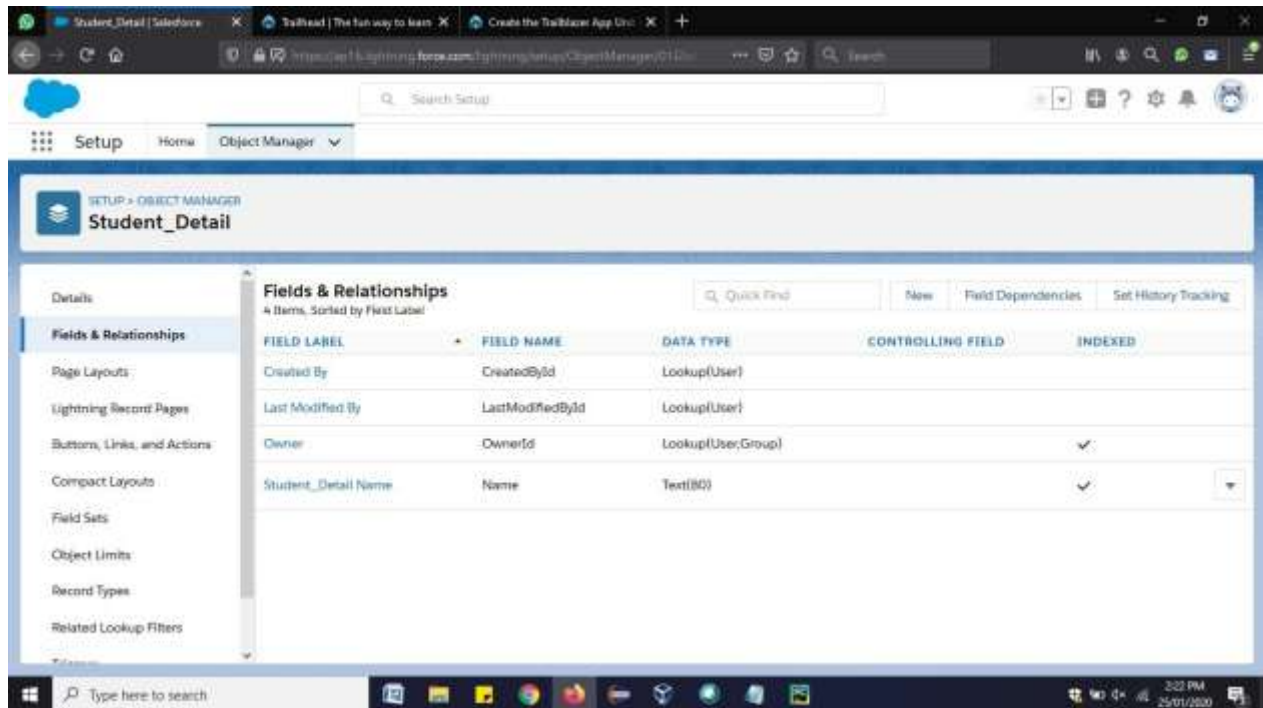 Student_Detail | Salesforce
Trailhead | The fun way to learn
Create the Trailblazer App
Search
Search Setup
Setup
Home
Object Manager
SETUP > OBJECT MANAGER
Student_Detail
Details
Fields & Relationships
Page Layouts
Lightning Record Pages
Buttons, Links, and Actions
Compact Layouts
Field Sets
Object Limits
Record Types
Related Lookup Filters
Fields & Relationships
4 Items, Sorted by Field Label
Quick Find
New
Field Dependencies
Set History Tracking
FIELD LABEL FIELD NAME DATA TYPE CONTROLLING FIELD INDEXED
Created By CreatedById Lookup(User)
Last Modified By LastModifiedById Lookup(User)
Owner OwnerId Lookup(User,Group)
Student_Detail Name Name Text(80)
Type here to search
2:22 PM
25/01/2020